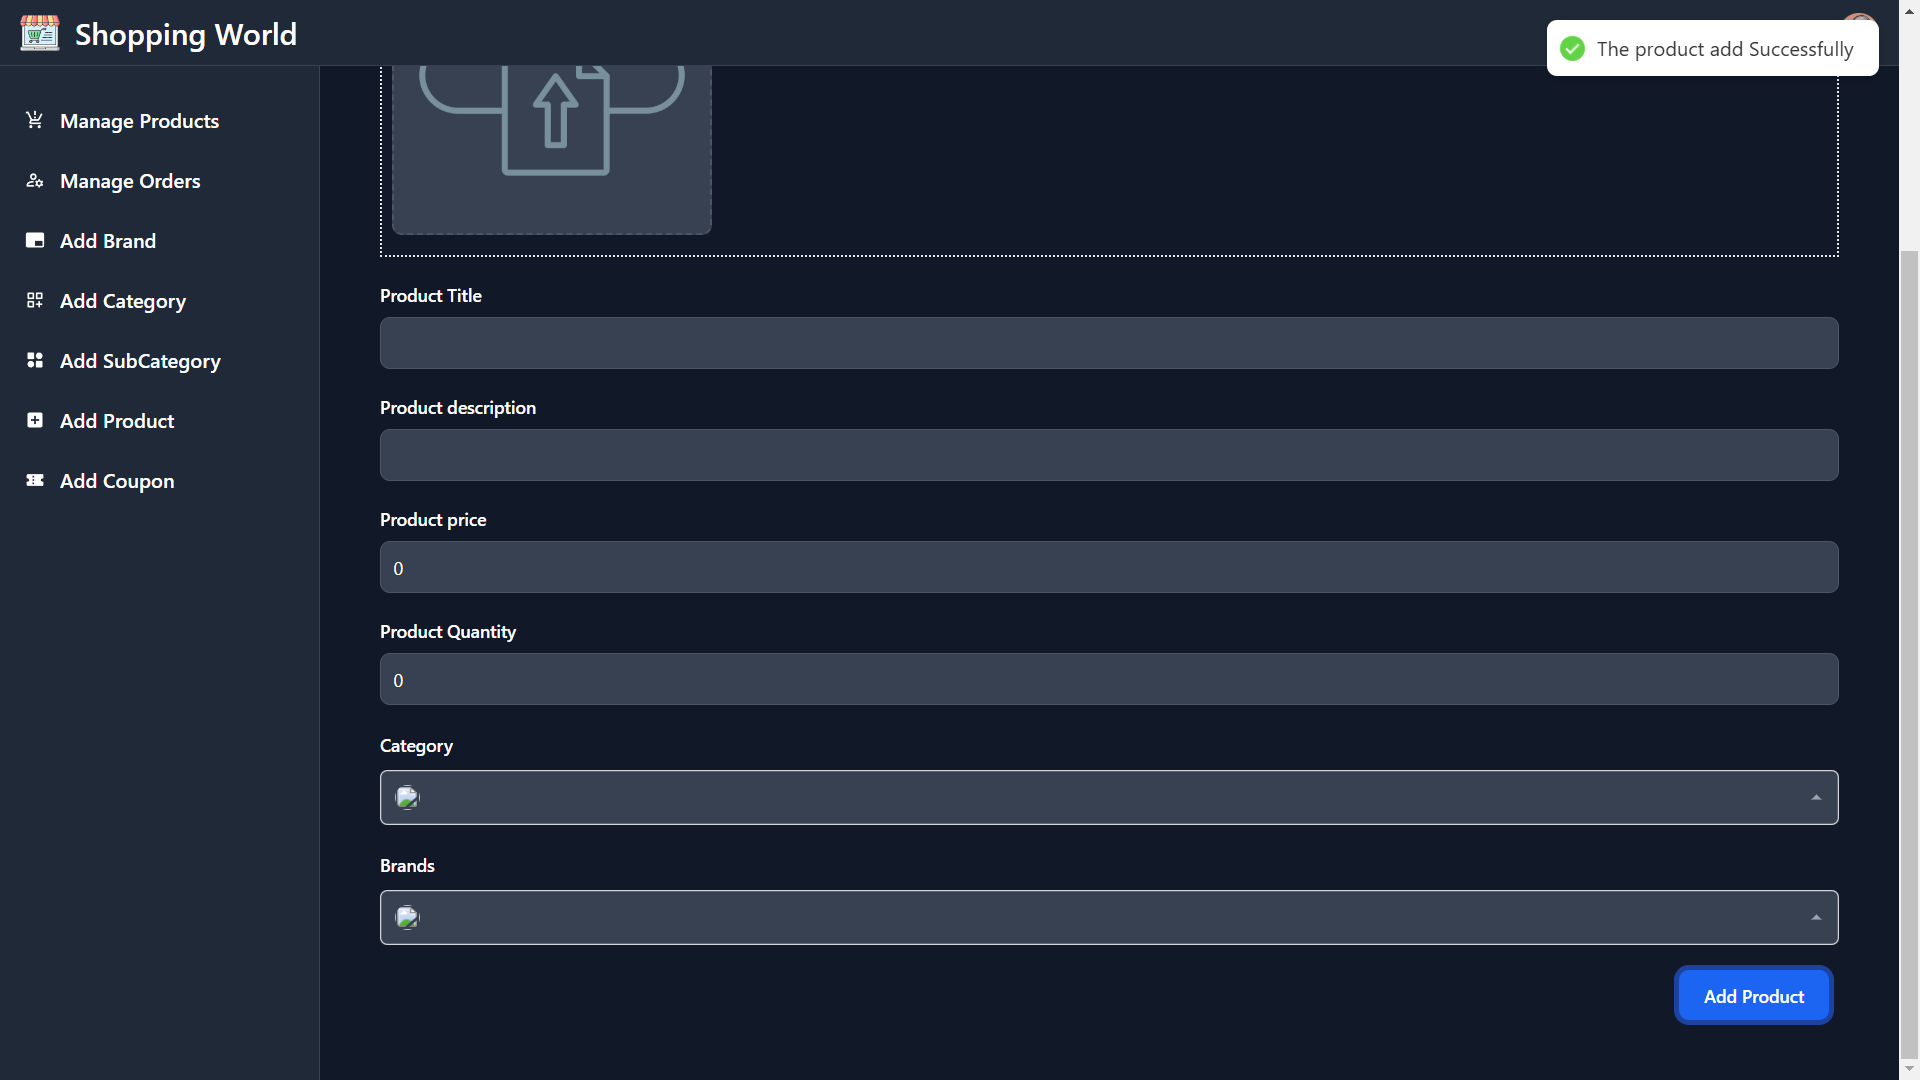 Shopping World
The product add Successfully
Manage Products
Manage Orders
Add Brand
Add Category
Add SubCategory
Add Product
Add Coupon
Product Title
Product description
Product price
0
Product Quantity
0
Category
Brands
Add Product